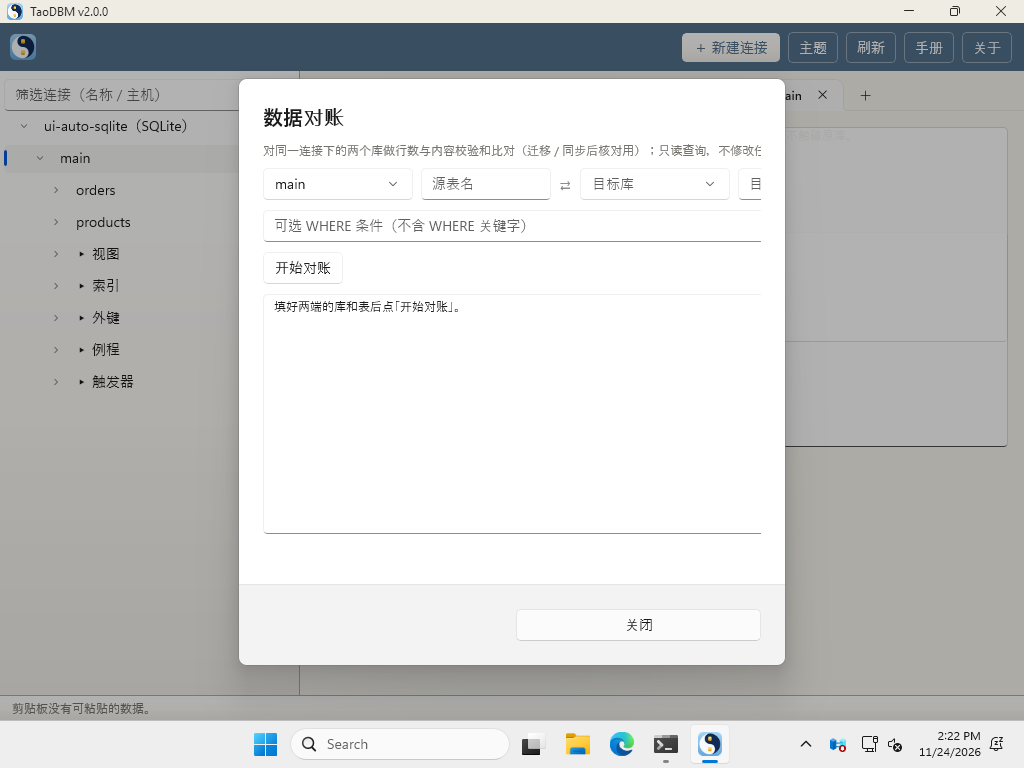 TaoDBM v2.0.0
+ 新建连接
主题
刷新
手册
关于
筛选连接（名称 / 主机）
ain
ui-auto-sqlite（SQLite）
main
orders
products
视图
索引
外键
例程
触发器
数据对账
对同一连接下的两个库做行数与内容校验和比对（迁移 / 同步后核对用）；只读查询，不修改任
main
源表名
⇄
目标库
目
可选 WHERE 条件（不含 WHERE 关键字）
开始对账
填好两端的库和表后点「开始对账」。
关闭
剪贴板没有可粘贴的数据。
Search
2:22 PM
11/24/2026